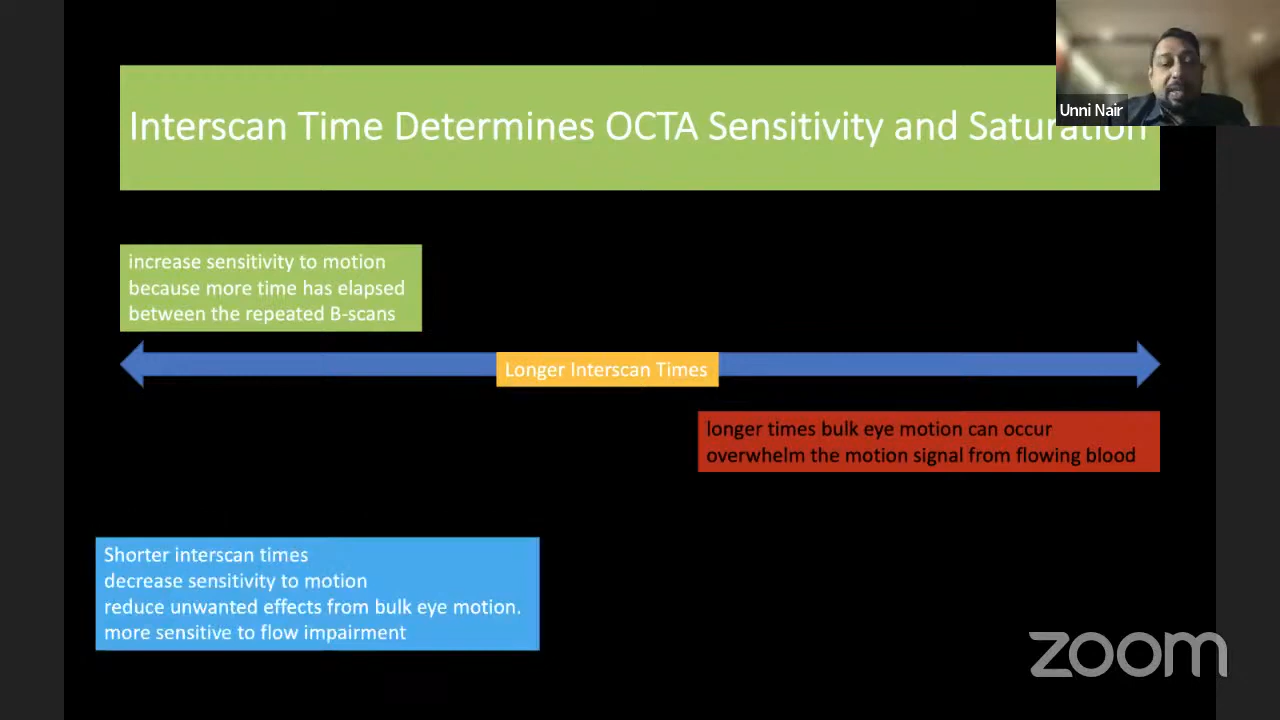 Interscan Time Determines OCTA Sensitivity and Saturation
Unni Nair
increase sensitivity to motion
because more time has elapsed
between the repeated B-scans
Longer Interscan Times
longer times bulk eye motion can occur
overwhelm the motion signal from flowing blood
Shorter interscan times
decrease sensitivity to motion
reduce unwanted effects from bulk eye motion.
more sensitive to flow impairment
zoom